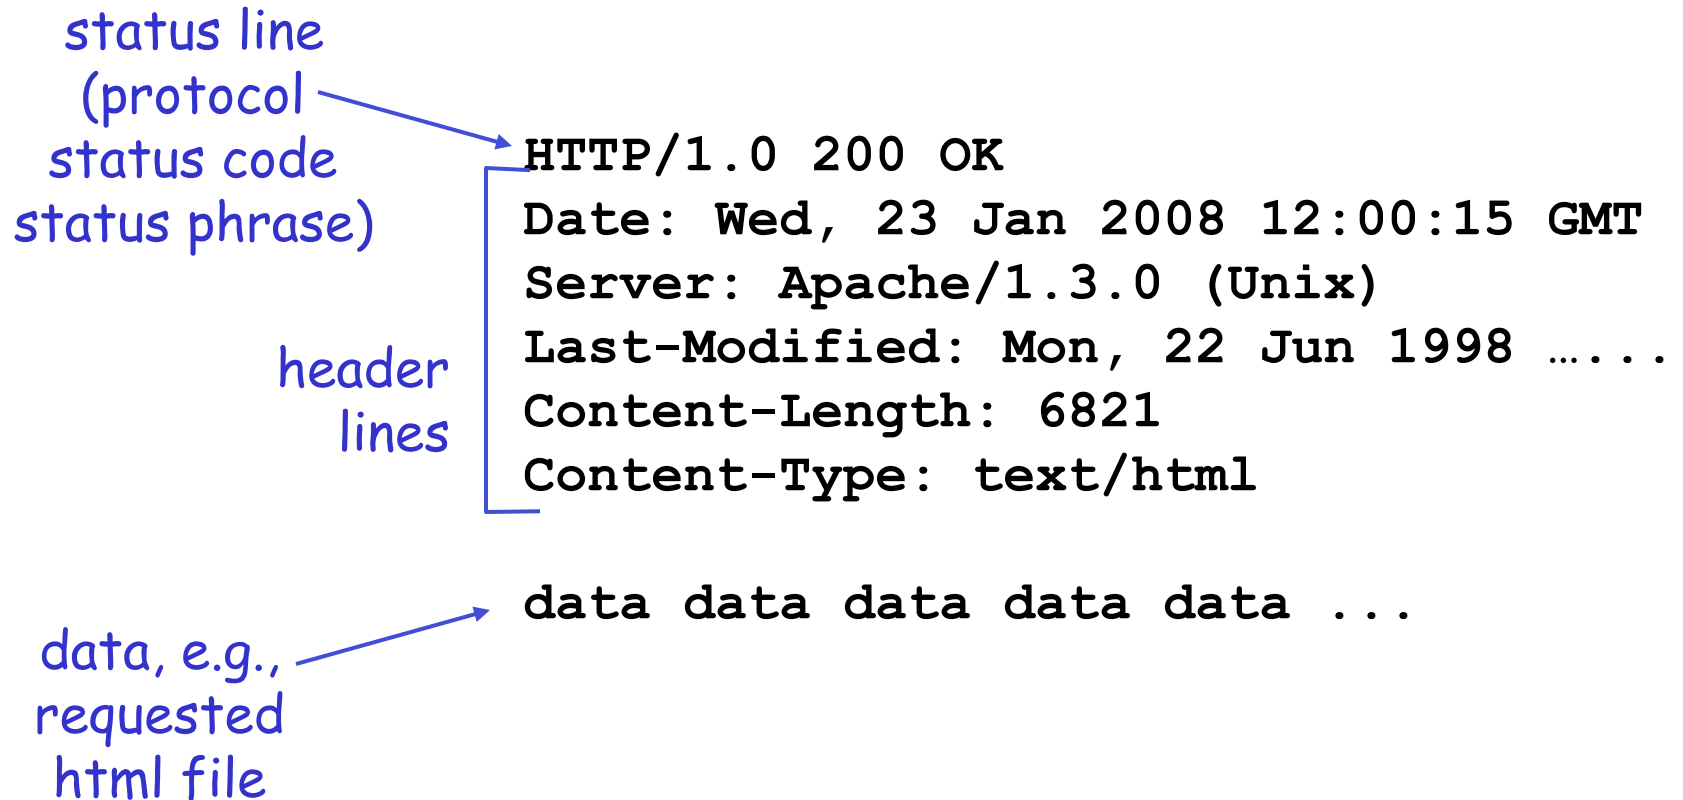 status line
(protocol
status code
status phrase)
HTTP/1.0 200 OK
Date: Wed, 23 Jan 2008 12:00:15 GMT
Server: Apache/1.3.0 (Unix)
Last-Modified: Mon, 22 Jun 1998 …...
Content-Length: 6821
Content-Type: text/html
header
lines
data data data data data ...
data, e.g.,
requested
html file